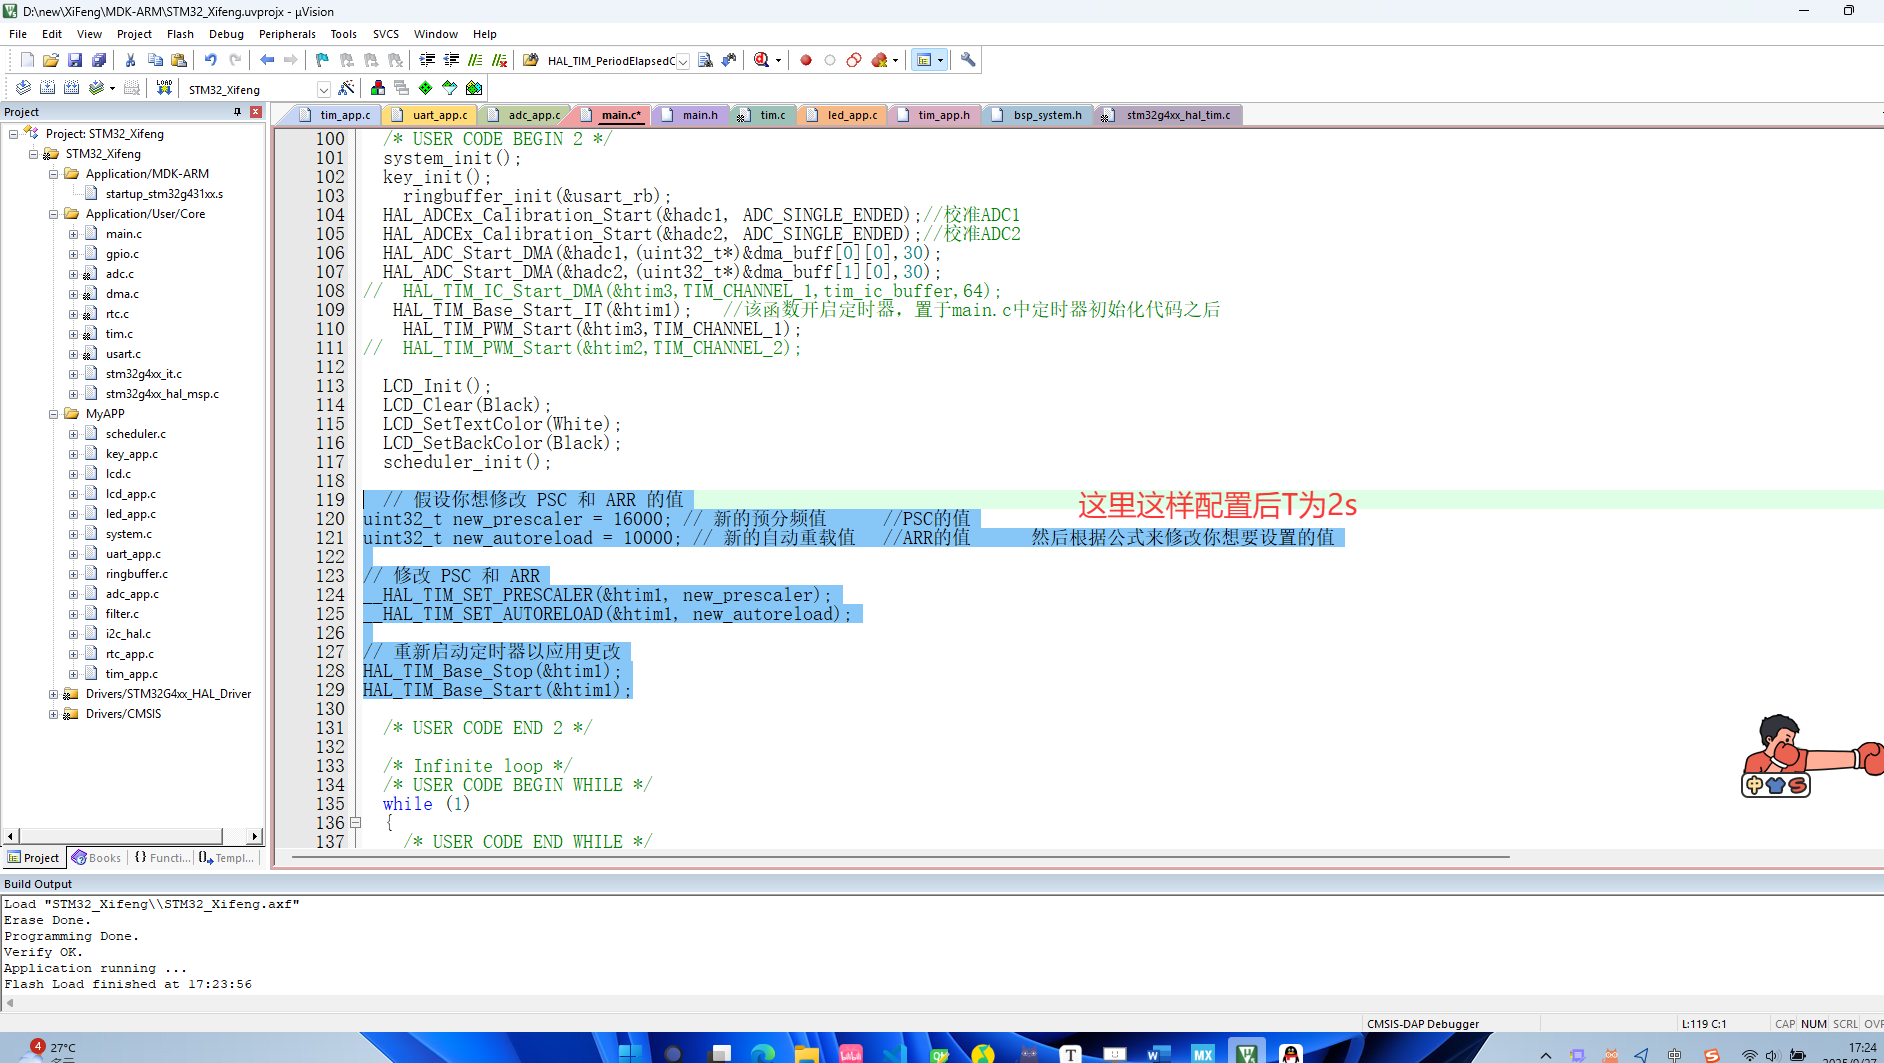 D:\new\XiFeng\MDK-ARM\STM32_Xifeng.uvprojx - µVision
File Edit View Project Flash Debug Peripherals Tools SVCS Window Help
HAL_TIM_PeriodElapsedC
LOAD
STM32_Xifeng
Project
tim_app.c uart_app.c adc_app.c main.c* main.h tim.c led_app.c tim_app.h bsp_system.h stm32g4xx_hal_tim.c
Project: STM32_Xifeng
STM32_Xifeng
Application/MDK-ARM
startup_stm32g431xx.s
Application/User/Core
main.c
gpio.c
adc.c
dma.c
rtc.c
tim.c
usart.c
stm32g4xx_it.c
stm32g4xx_hal_msp.c
MyAPP
scheduler.c
key_app.c
lcd.c
lcd_app.c
led_app.c
system.c
uart_app.c
ringbuffer.c
adc_app.c
filter.c
i2c_hal.c
rtc_app.c
tim_app.c
Drivers/STM32G4xx_HAL_Driver
Drivers/CMSIS
Project Books {} Functi... Templ...
100 /* USER CODE BEGIN 2 */
101 system_init();
102 key_init();
103 ringbuffer_init(&usart_rb);
104 HAL_ADCEx_Calibration_Start(&hadc1, ADC_SINGLE_ENDED);//校准ADC1
105 HAL_ADCEx_Calibration_Start(&hadc2, ADC_SINGLE_ENDED);//校准ADC2
106 HAL_ADC_Start_DMA(&hadc1,(uint32_t*)&dma_buff[0][0],30);
107 HAL_ADC_Start_DMA(&hadc2,(uint32_t*)&dma_buff[1][0],30);
108 // HAL_TIM_IC_Start_DMA(&htim3,TIM_CHANNEL_1,tim_ic_buffer,64);
109 HAL_TIM_Base_Start_IT(&htim1); //该函数开启定时器，置于main.c中定时器初始化代码之后
110 HAL_TIM_PWM_Start(&htim3,TIM_CHANNEL_1);
111 // HAL_TIM_PWM_Start(&htim2,TIM_CHANNEL_2);
112
113 LCD_Init();
114 LCD_Clear(Black);
115 LCD_SetTextColor(White);
116 LCD_SetBackColor(Black);
117 scheduler_init();
118
119 // 假设你想修改 PSC 和 ARR 的值
这里这样配置后T为2s
120 uint32_t new_prescaler = 16000; // 新的预分频值 //PSC的值
121 uint32_t new_autoreload = 10000; // 新的自动重载值 //ARR的值 然后根据公式来修改你想要设置的值
122
123 // 修改 PSC 和 ARR
124 __HAL_TIM_SET_PRESCALER(&htim1, new_prescaler);
125 __HAL_TIM_SET_AUTORELOAD(&htim1, new_autoreload);
126
127 // 重新启动定时器以应用更改
128 HAL_TIM_Base_Stop(&htim1);
129 HAL_TIM_Base_Start(&htim1);
130
131 /* USER CODE END 2 */
132
133 /* Infinite loop */
134 /* USER CODE BEGIN WHILE */
135 while (1)
136 {
137 /* USER CODE END WHILE */
中 S
Build Output
Load "STM32_Xifeng\\STM32_Xifeng.axf"
Erase Done.
Programming Done.
Verify OK.
Application running ...
Flash Load finished at 17:23:56
CMSIS-DAP Debugger L:119 C:1 CAP NUM SCRL OVR
4 27°C
T W MX
中 S 17:24